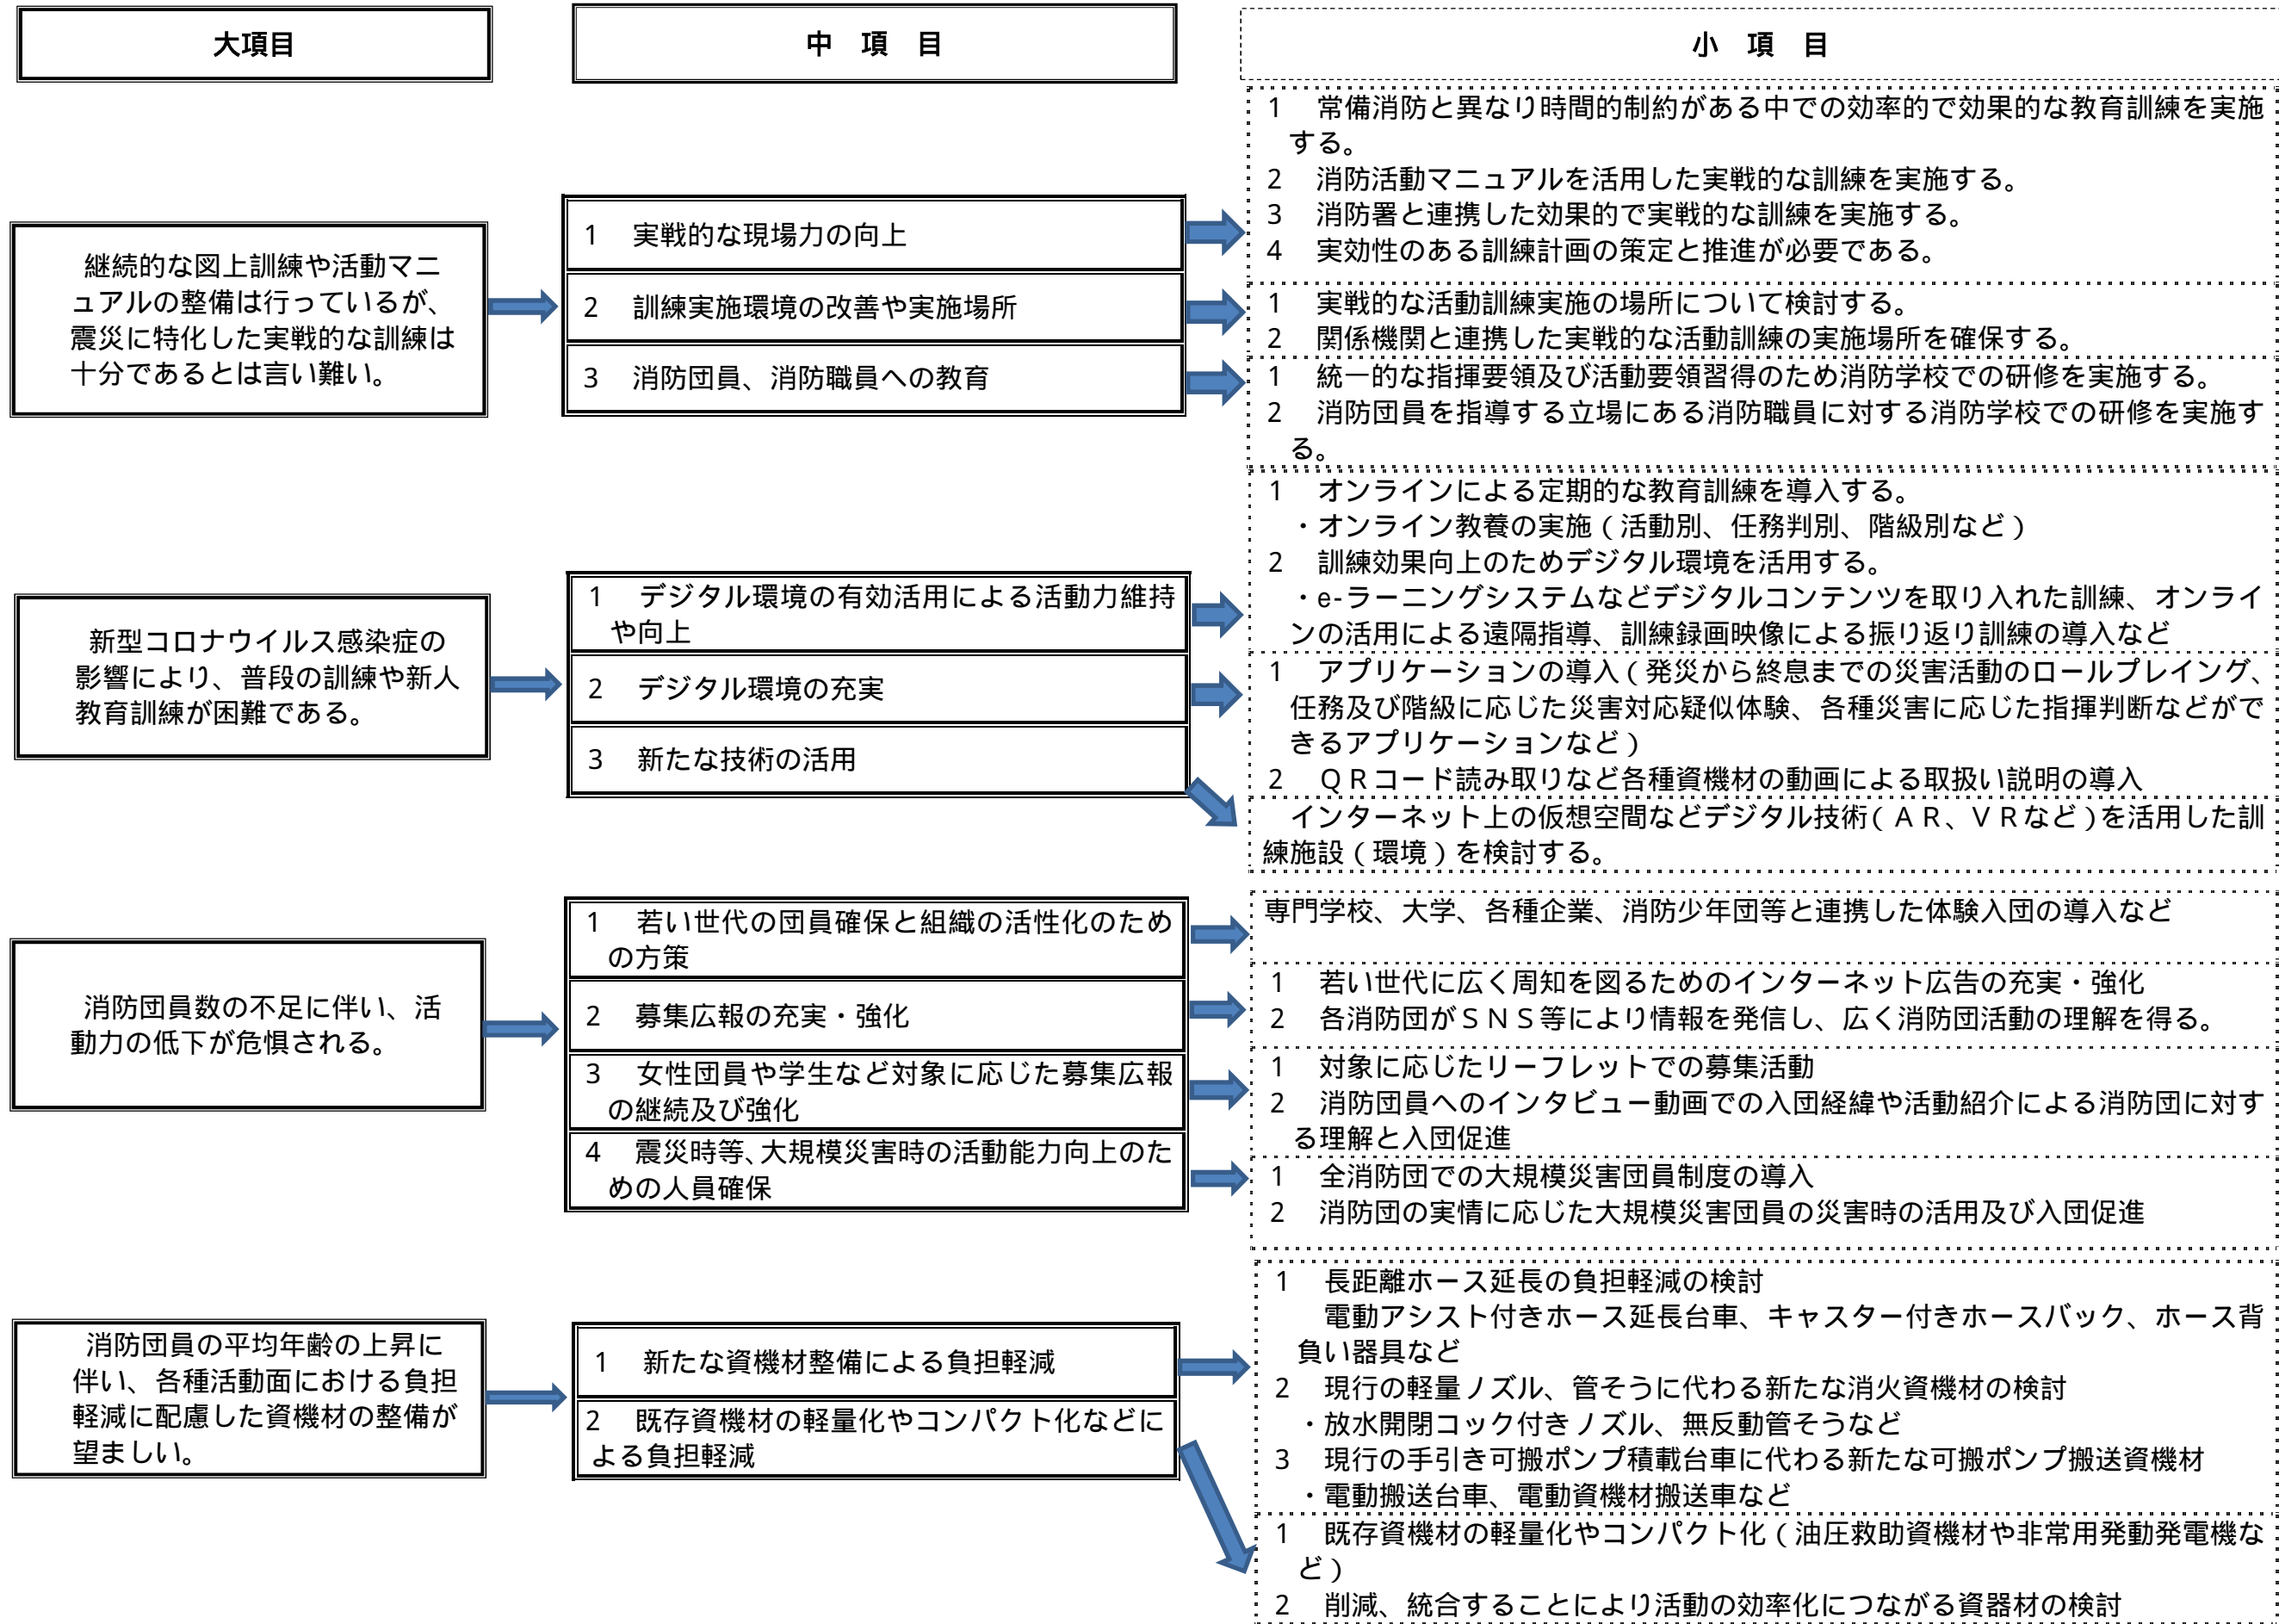 大項目
中　項　目
小　項　目
継続的な図上訓練や活動マニ
ュアルの整備は行っているが、
震災に特化した実戦的な訓練は
十分であるとは言い難い。
1　実戦的な現場力の向上
2　訓練実施環境の改善や実施場所
3　消防団員、消防職員への教育
1　常備消防と異なり時間的制約がある中での効率的で効果的な教育訓練を実施
する。
2　消防活動マニュアルを活用した実戦的な訓練を実施する。
3　消防署と連携した効果的で実戦的な訓練を実施する。
4　実効性のある訓練計画の策定と推進が必要である。
1　実戦的な活動訓練実施の場所について検討する。
2　関係機関と連携した実戦的な活動訓練の実施場所を確保する。
1　統一的な指揮要領及び活動要領習得のため消防学校での研修を実施する。
2　消防団員を指導する立場にある消防職員に対する消防学校での研修を実施す
る。
新型コロナウイルス感染症の
影響により、普段の訓練や新人
教育訓練が困難である。
1　デジタル環境の有効活用による活動力維持
や向上
2　デジタル環境の充実
3　新たな技術の活用
1　オンラインによる定期的な教育訓練を導入する。
・オンライン教養の実施（活動別、任務判別、階級別など）
2　訓練効果向上のためデジタル環境を活用する。
・e-ラーニングシステムなどデジタルコンテンツを取り入れた訓練、オンライ
ンの活用による遠隔指導、訓練録画映像による振り返り訓練の導入など
1　アプリケーションの導入（発災から終息までの災害活動のロールプレイング、
任務及び階級に応じた災害対応疑似体験、各種災害に応じた指揮判断などがで
きるアプリケーションなど）
2　ＱＲコード読み取りなど各種資機材の動画による取扱い説明の導入
インターネット上の仮想空間などデジタル技術（ＡＲ、ＶＲなど）を活用した訓
練施設（環境）を検討する。
消防団員数の不足に伴い、活
動力の低下が危惧される。
1　若い世代の団員確保と組織の活性化のため
の方策
2　募集広報の充実・強化
3　女性団員や学生など対象に応じた募集広報
の継続及び強化
4　震災時等、大規模災害時の活動能力向上のた
めの人員確保
専門学校、大学、各種企業、消防少年団等と連携した体験入団の導入など
1　若い世代に広く周知を図るためのインターネット広告の充実・強化
2　各消防団がＳＮＳ等により情報を発信し、広く消防団活動の理解を得る。
1　対象に応じたリーフレットでの募集活動
2　消防団員へのインタビュー動画での入団経緯や活動紹介による消防団に対す
る理解と入団促進
1　全消防団での大規模災害団員制度の導入
2　消防団の実情に応じた大規模災害団員の災害時の活用及び入団促進
消防団員の平均年齢の上昇に
伴い、各種活動面における負担
軽減に配慮した資機材の整備が
望ましい。
1　新たな資機材整備による負担軽減
2　既存資機材の軽量化やコンパクト化などに
よる負担軽減
1　長距離ホース延長の負担軽減の検討
電動アシスト付きホース延長台車、キャスター付きホースバック、ホース背
負い器具など
2　現行の軽量ノズル、管そうに代わる新たな消火資機材の検討
・放水開閉コック付きノズル、無反動管そうなど
3　現行の手引き可搬ポンプ積載台車に代わる新たな可搬ポンプ搬送資機材
・電動搬送台車、電動資機材搬送車など
1　既存資機材の軽量化やコンパクト化（油圧救助資機材や非常用発動発電機な
ど）
2　削減、統合することにより活動の効率化につながる資器材の検討